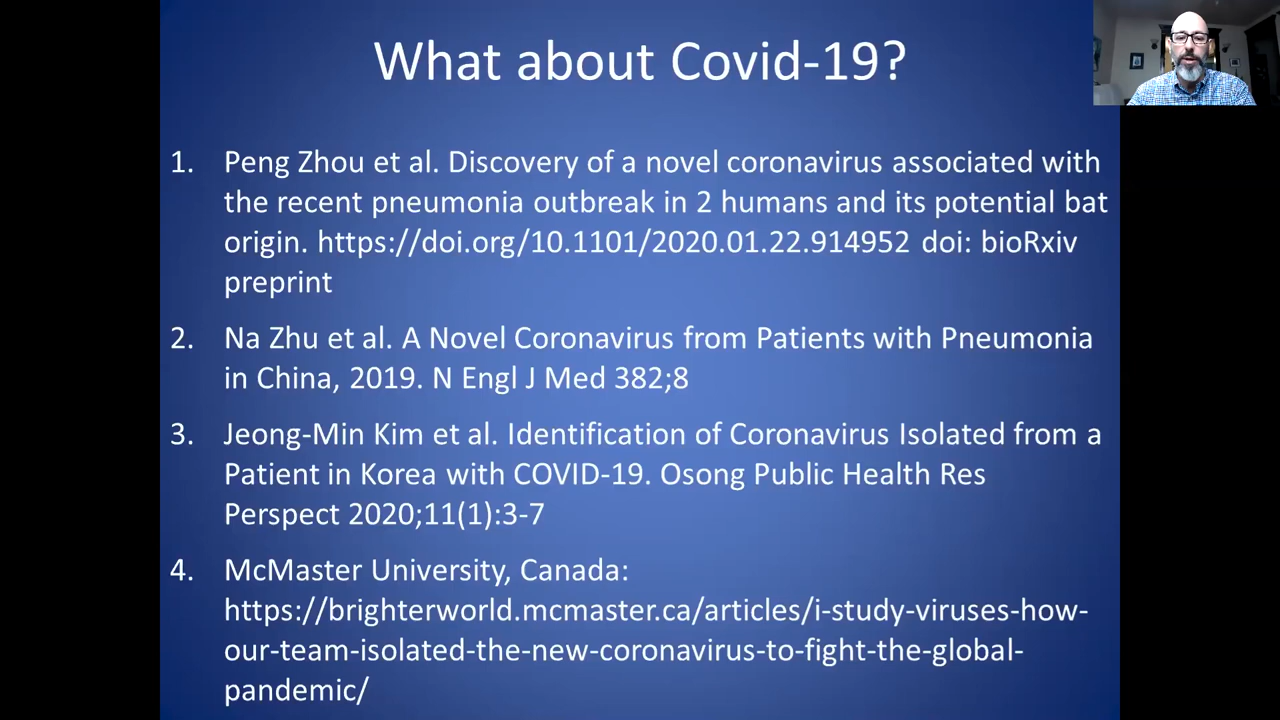 What about Covid-19?
1. Peng Zhou et al. Discovery of a novel coronavirus associated with
the recent pneumonia outbreak in 2 humans and its potential bat
origin. https://doi.org/10.1101/2020.01.22.914952 doi: bioRxiv
preprint
2. Na Zhu et al. A Novel Coronavirus from Patients with Pneumonia
in China, 2019. N Engl J Med 382;8
3. Jeong-Min Kim et al. Identification of Coronavirus Isolated from a
Patient in Korea with COVID-19. Osong Public Health Res
Perspect 2020;11(1):3-7
4. McMaster University, Canada:
https://brighterworld.mcmaster.ca/articles/i-study-viruses-how-
our-team-isolated-the-new-coronavirus-to-fight-the-global-
pandemic/